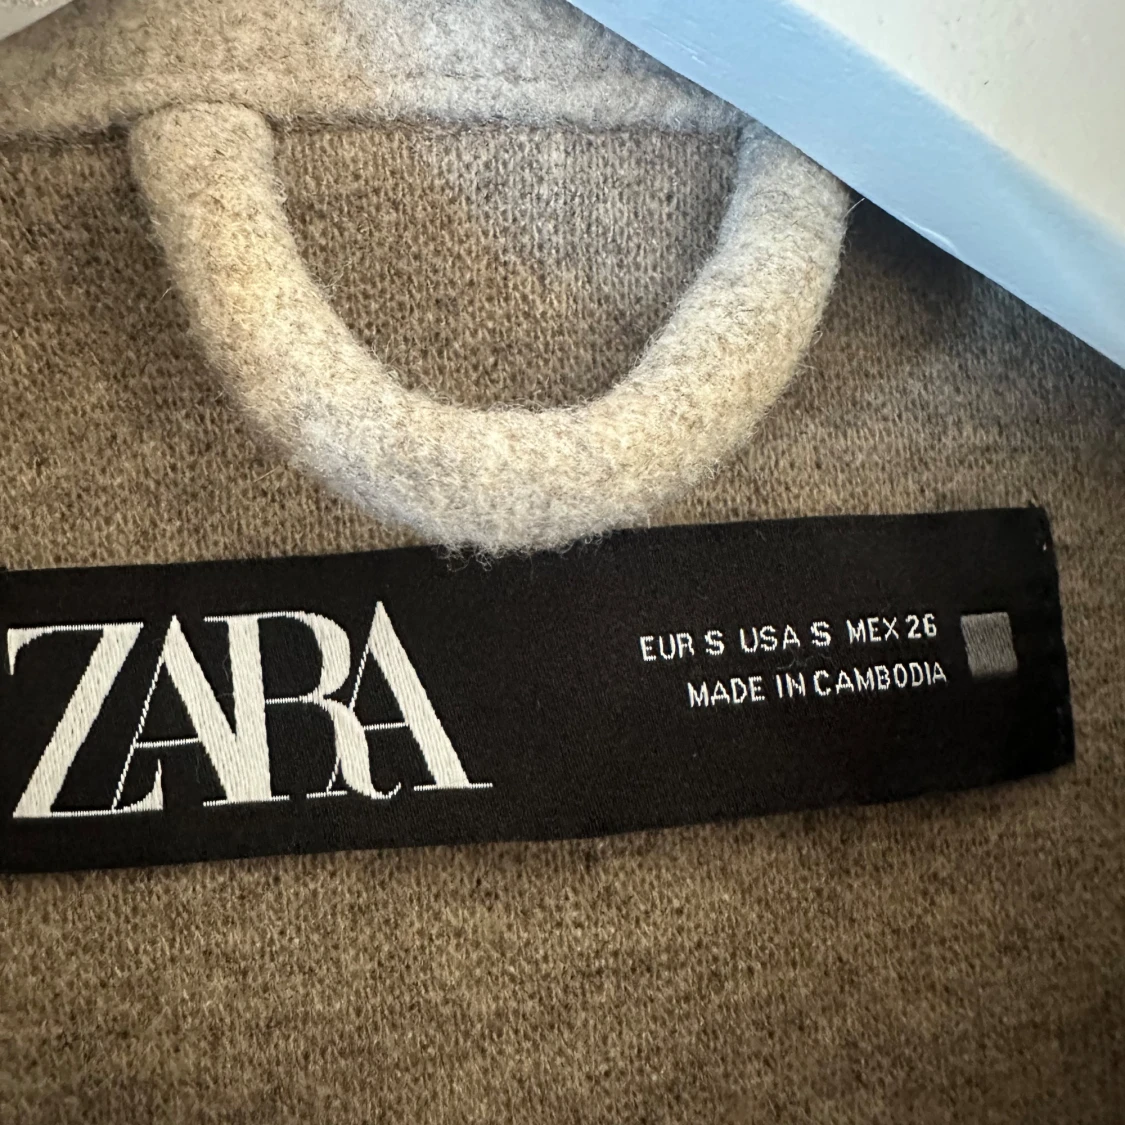 ZARA
EUR S USA S MEX 26
MADE IN CAMBODIA